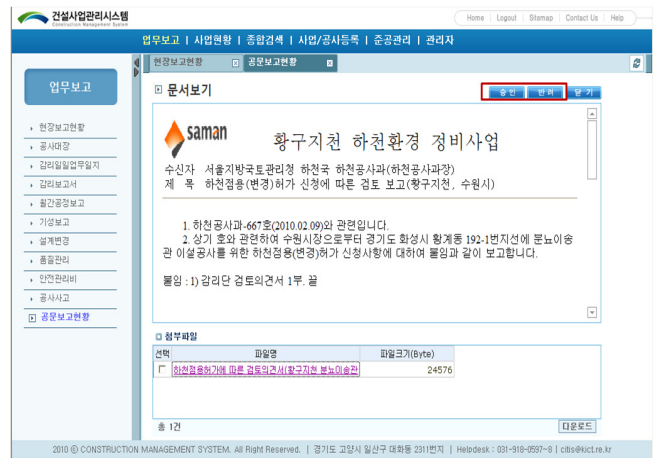 건설사업관리시스템
Construction Management System
Home | Logout | Sitemap | Contact Us | Help
업무보고 | 사업현황 | 종합검색 | 사업/공사등록 | 준공관리 | 관리자
현장보고현황 공문보고현황
업무보고
현장보고현황
공사대장
감리일일업무일지
감리보고서
월간공정보고
기성보고
설계변경
품질관리
안전관리비
공사사고
공문보고현황
문서보기
승인 반려 닫기
saman
황구지천 하천환경 정비사업
수신자 서울지방국토관리청 하천국 하천공사과(하천공사과장)
제 목 하천점용(변경)허가 신청에 따른 검토 보고(황구지천, 수원시)
1. 하천공사과-667호(2010.02.09)와 관련입니다.
2. 상기 호와 관련하여 수원시장으로부터 경기도 화성시 황계동 192-1번지선에 분뇨이송
관 이설공사를 위한 하천점용(변경)허가 신청사항에 대하여 붙임과 같이 보고합니다.
붙임 : 1) 감리단 검토의견서 1부. 끝
첨부파일
선택 파일명 파일크기(Byte)
하천점용허가에 따른 검토의견서(황구지천 분뇨이송관 24576
총 1건 다운로드
2010 ⓒ CONSTRUCTION MANAGEMENT SYSTEM. All Right Reserved. | 경기도 고양시 일산구 대화동 2311번지 | Helpdesk : 031-918-0597~8 | citis@kict.re.kr